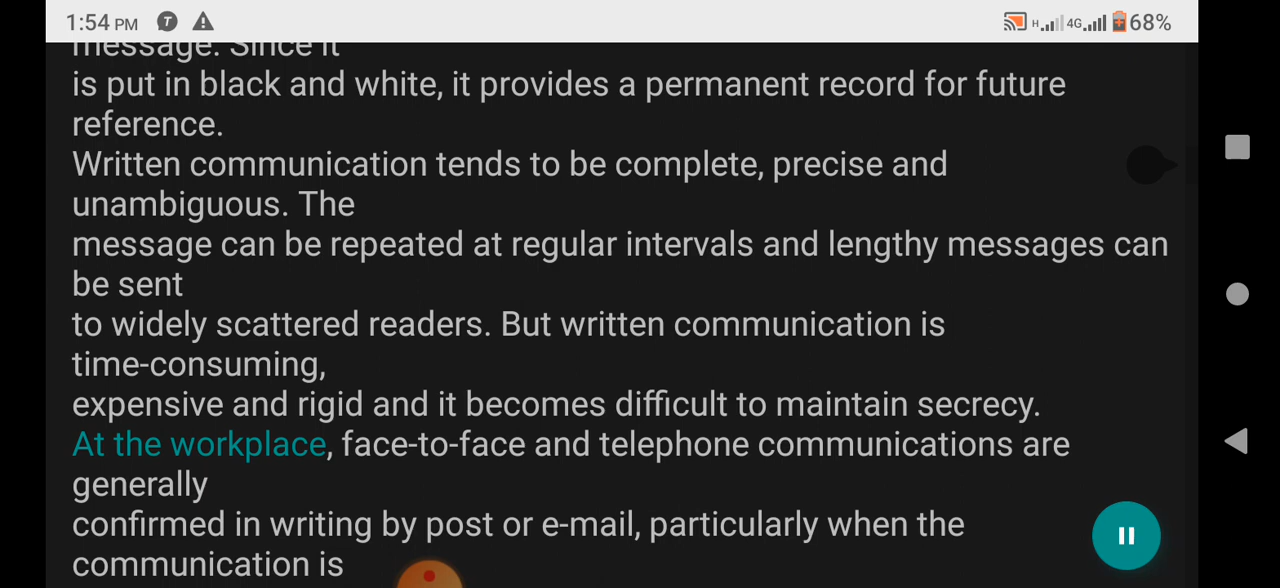 1:54 PM T H 4G 68%
message. Since it
is put in black and white, it provides a permanent record for future
reference.
Written communication tends to be complete, precise and
unambiguous. The
message can be repeated at regular intervals and lengthy messages can
be sent
to widely scattered readers. But written communication is
time-consuming,
expensive and rigid and it becomes difficult to maintain secrecy.
At the workplace, face-to-face and telephone communications are
generally
confirmed in writing by post or e-mail, particularly when the
communication is